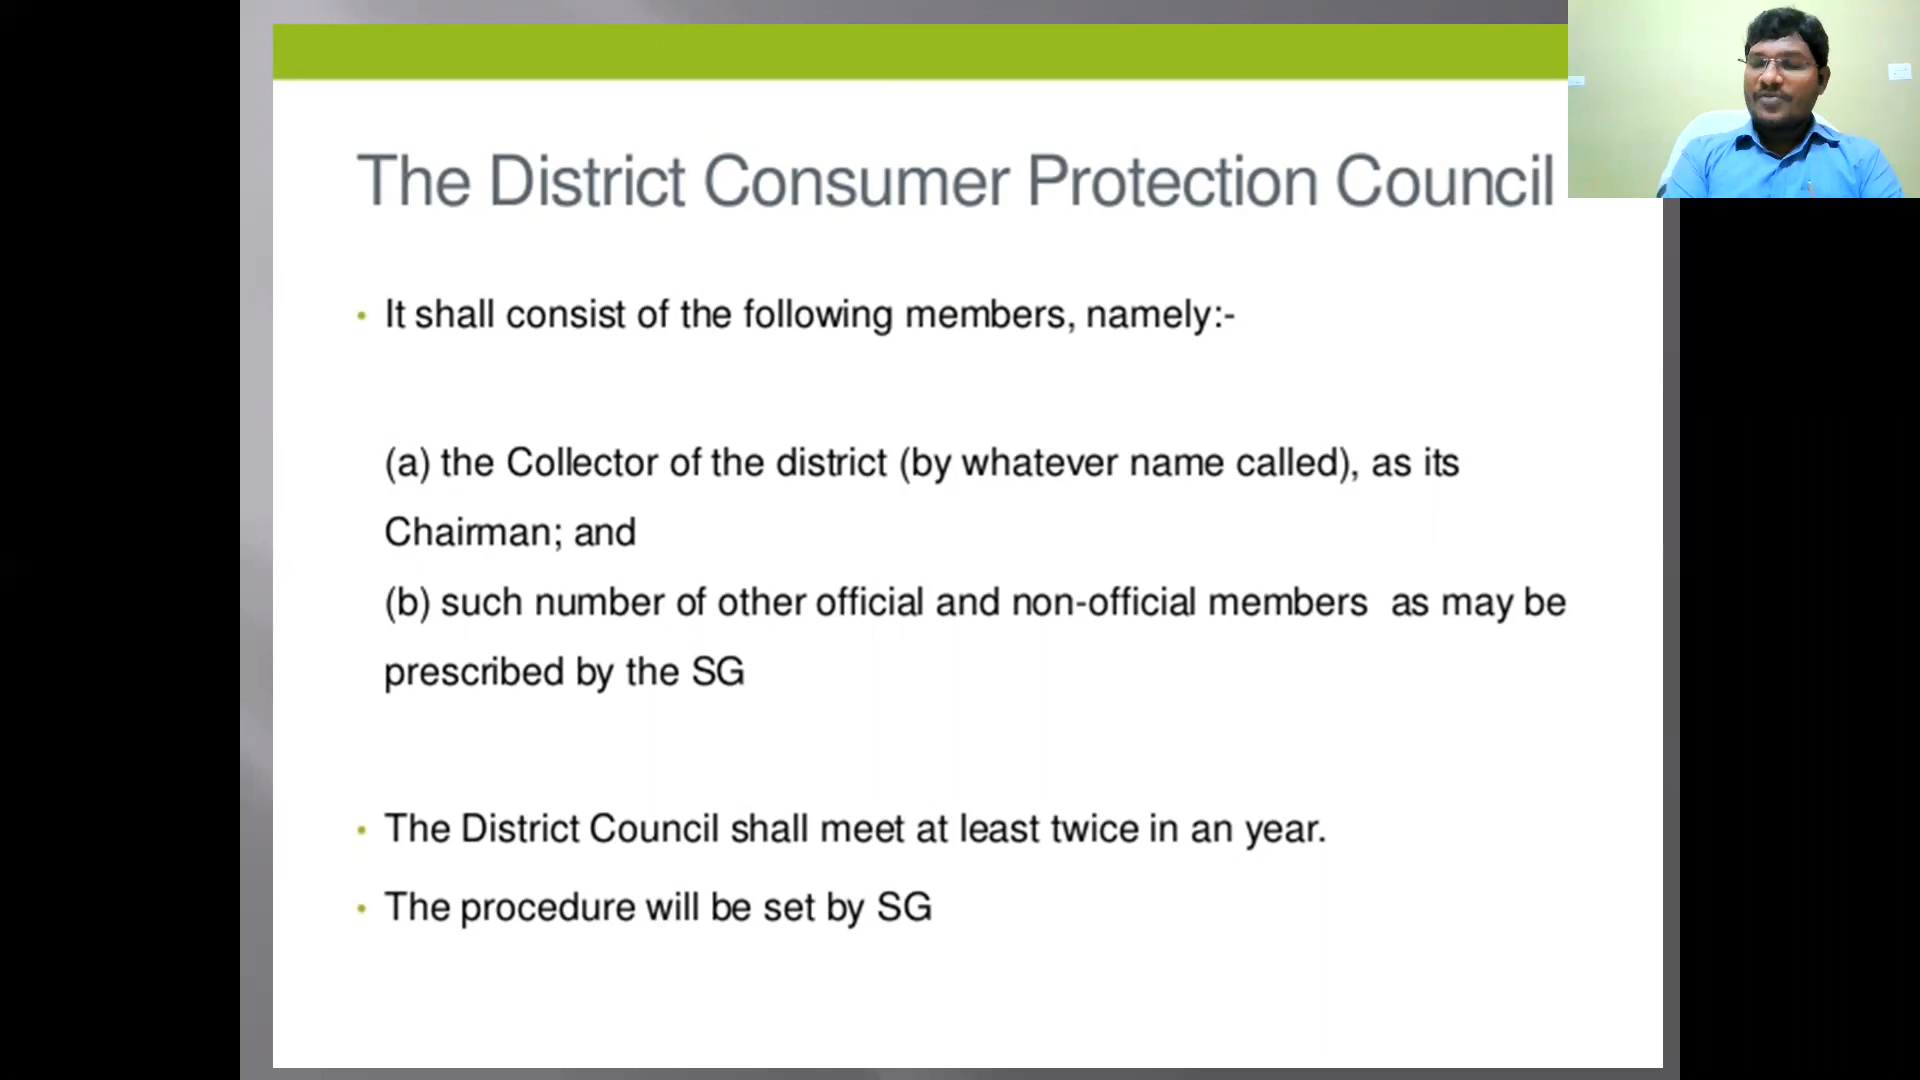 The District Consumer Protection Council
• It shall consist of the following members, namely:-
(a) the Collector of the district (by whatever name called), as its
Chairman; and
(b) such number of other official and non-official members as may be
prescribed by the SG
• The District Council shall meet at least twice in an year.
• The procedure will be set by SG